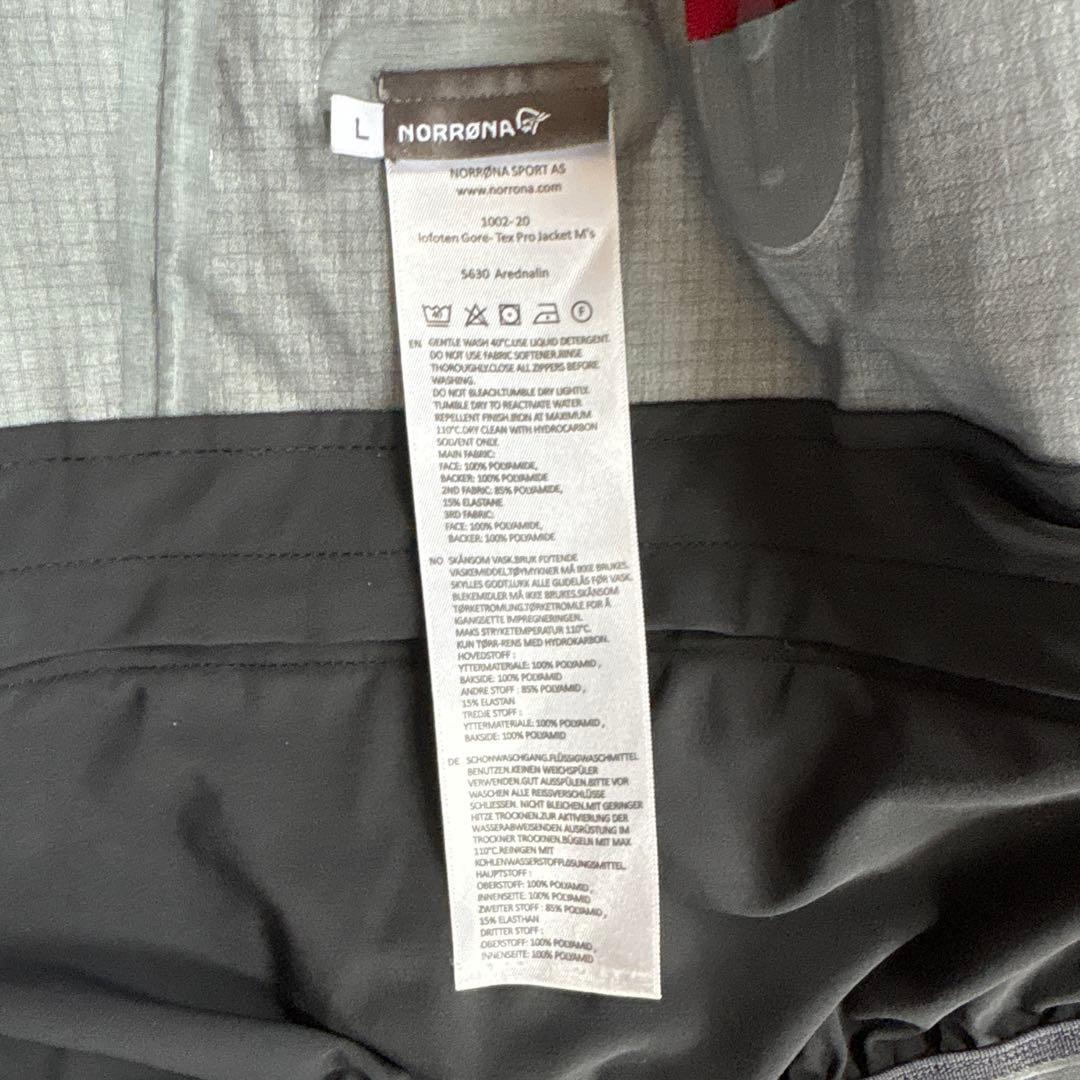 L
NORRØNA
NORRØNA SPORT AS
www.norrona.com
1002-20
lofoten Gore-Tex Pro Jacket M's
5630 Arednalin
40
F
EN GENTLE WASH 40°C.USE LIQUID DETERGENT.
DO NOT USE FABRIC SOFTENER.RINSE
THOROUGHLY.CLOSE ALL ZIPPERS BEFORE
WASHING.
DO NOT BLEACH.TUMBLE DRY LIGHTLY.
TUMBLE DRY TO REACTIVATE WATER
REPELLENT FINISH.IRON AT MAXIMUM
110°C.DRY CLEAN WITH HYDROCARBON
SOLVENT ONLY.
MAIN FABRIC:
FACE: 100% POLYAMIDE,
BACKER: 100% POLYAMIDE
2ND FABRIC: 85% POLYAMIDE,
15% ELASTANE
3RD FABRIC:
FACE: 100% POLYAMIDE,
BACKER: 100% POLYAMIDE
NO SKÅNSOM VASK.BRUK FLYTENDE
VASKEMIDDEL.TØYMYKNER MÅ IKKE BRUKES.
SKYLLES GODT.LUKK ALLE GLIDELÅS FØR VASK.
BLEKEMIDLER MÅ IKKE BRUKES.SKÅNSOM
TØRKETROMLING.TØRKETROMLE FOR Å
IGANGSETTE IMPREGNERINGEN.
MAKS STRYKETEMPERATUR 110°C.
KUN TØRR-RENS MED HYDROKARBON.
HOVEDSTOFF :
YTTERMATERIALE: 100% POLYAMID ,
BAKSIDE: 100% POLYAMID
ANDRE STOFF : 85% POLYAMID ,
15% ELASTAN
TREDJE STOFF :
YTTERMATERIALE: 100% POLYAMID ,
BAKSIDE: 100% POLYAMID
DE SCHONWASCHGANG.FLÜSSIGWASCHMITTEL
BENUTZEN.KEINEN WEICHSPÜLER
VERWENDEN.GUT AUSSPÜLEN.BITTE VOR
WASCHEN ALLE REISSVERSCHLÜSSE
SCHLIESSEN. NICHT BLEICHEN.MIT GERINGER
HITZE TROCKNEN.ZUR AKTIVIERUNG DER
WASSERABWEISENDEN AUSRÜSTUNG IM
TROCKNER TROCKNEN.BÜGELN MIT MAX.
110°C.REINIGEN MIT
KOHLENWASSERSTOFFLÖSUNGSMITTEL.
HAUPTSTOFF :
OBERSTOFF: 100% POLYAMID ,
INNENSEITE: 100% POLYAMID
ZWEITER STOFF : 85% POLYAMID ,
15% ELASTHAN
DRITTER STOFF :
OBERSTOFF: 100% POLYAMID ,
INNENSEITE: 100% POLYAMID